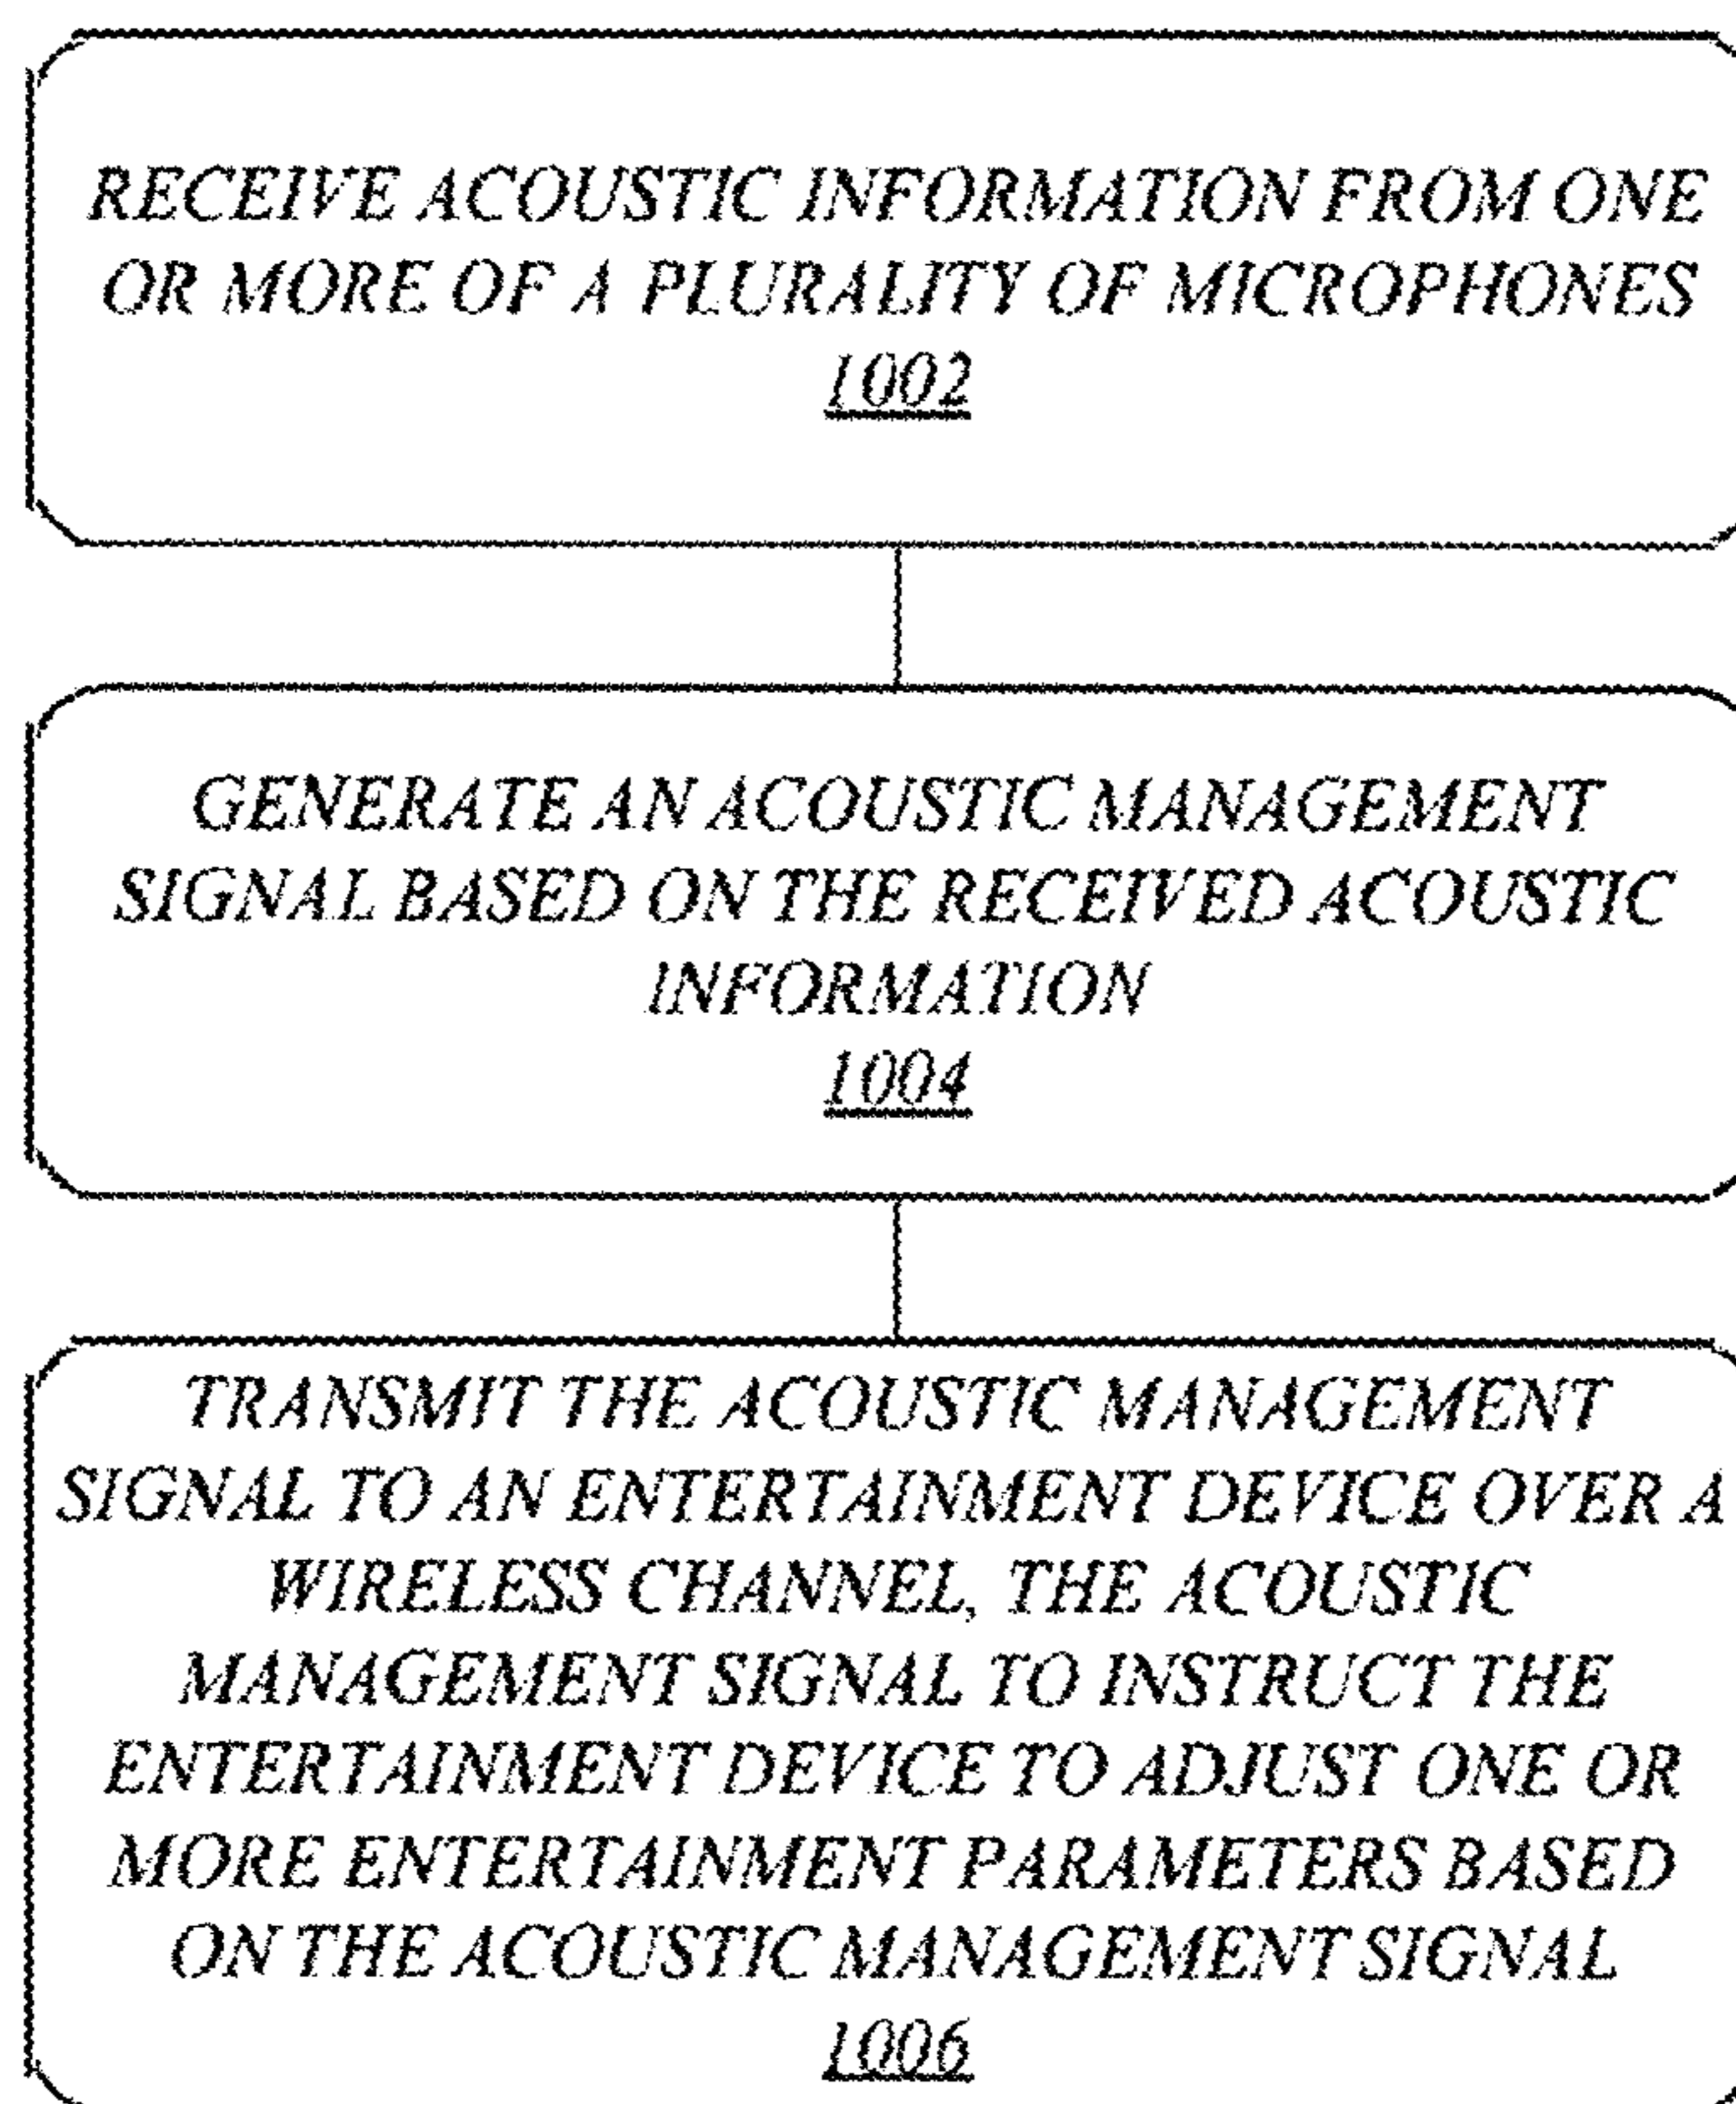 RECEIVE ACOUSTIC INFORMATION FROM ONE
OR MORE OF A PLURALITY OF MICROPHONES
1002
GENERATE AN ACOUSTIC MANAGEMENT
SIGNAL BASED ON THE RECEIVED ACOUSTIC
INFORMATION
1004
TRANSMIT THE ACOUSTIC MANAGEMENT
SIGNAL TO AN ENTERTAINMENT DEVICE OVER A
WIRELESS CHANNEL, THE ACOUSTIC
MANAGEMENT SIGNAL TO INSTRUCT THE
ENTERTAINMENT DEVICE TO ADJUST ONE OR
MORE ENTERTAINMENT PARAMETERS BASED
ON THE ACOUSTIC MANAGEMENT SIGNAL
1006